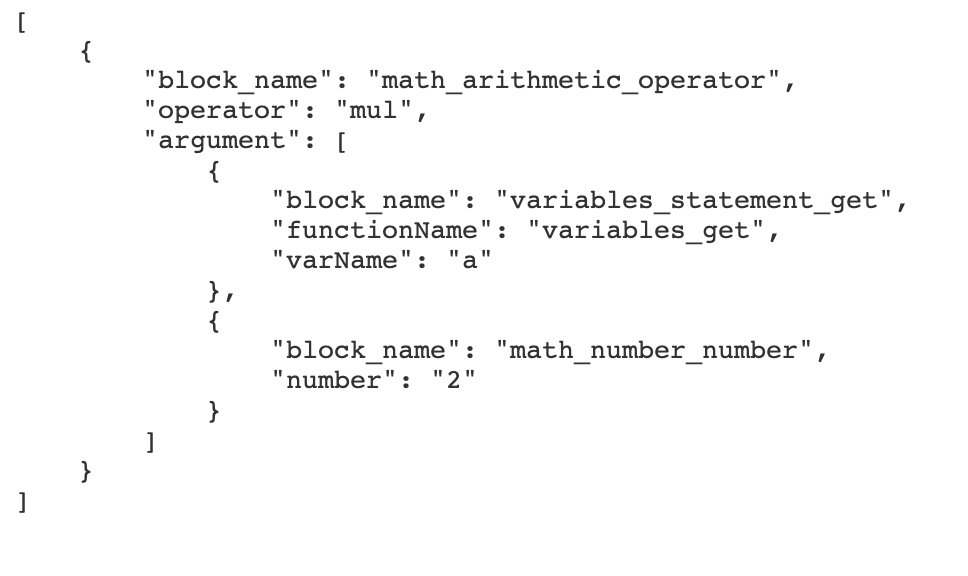 [
{
"block_name": "math_arithmetic_operator",
"operator": "mul",
"argument": [
{
"block_name": "variables_statement_get",
"functionName": "variables_get",
"varName": "a"
},
{
"block_name": "math_number_number",
"number": "2"
}
]
}
]